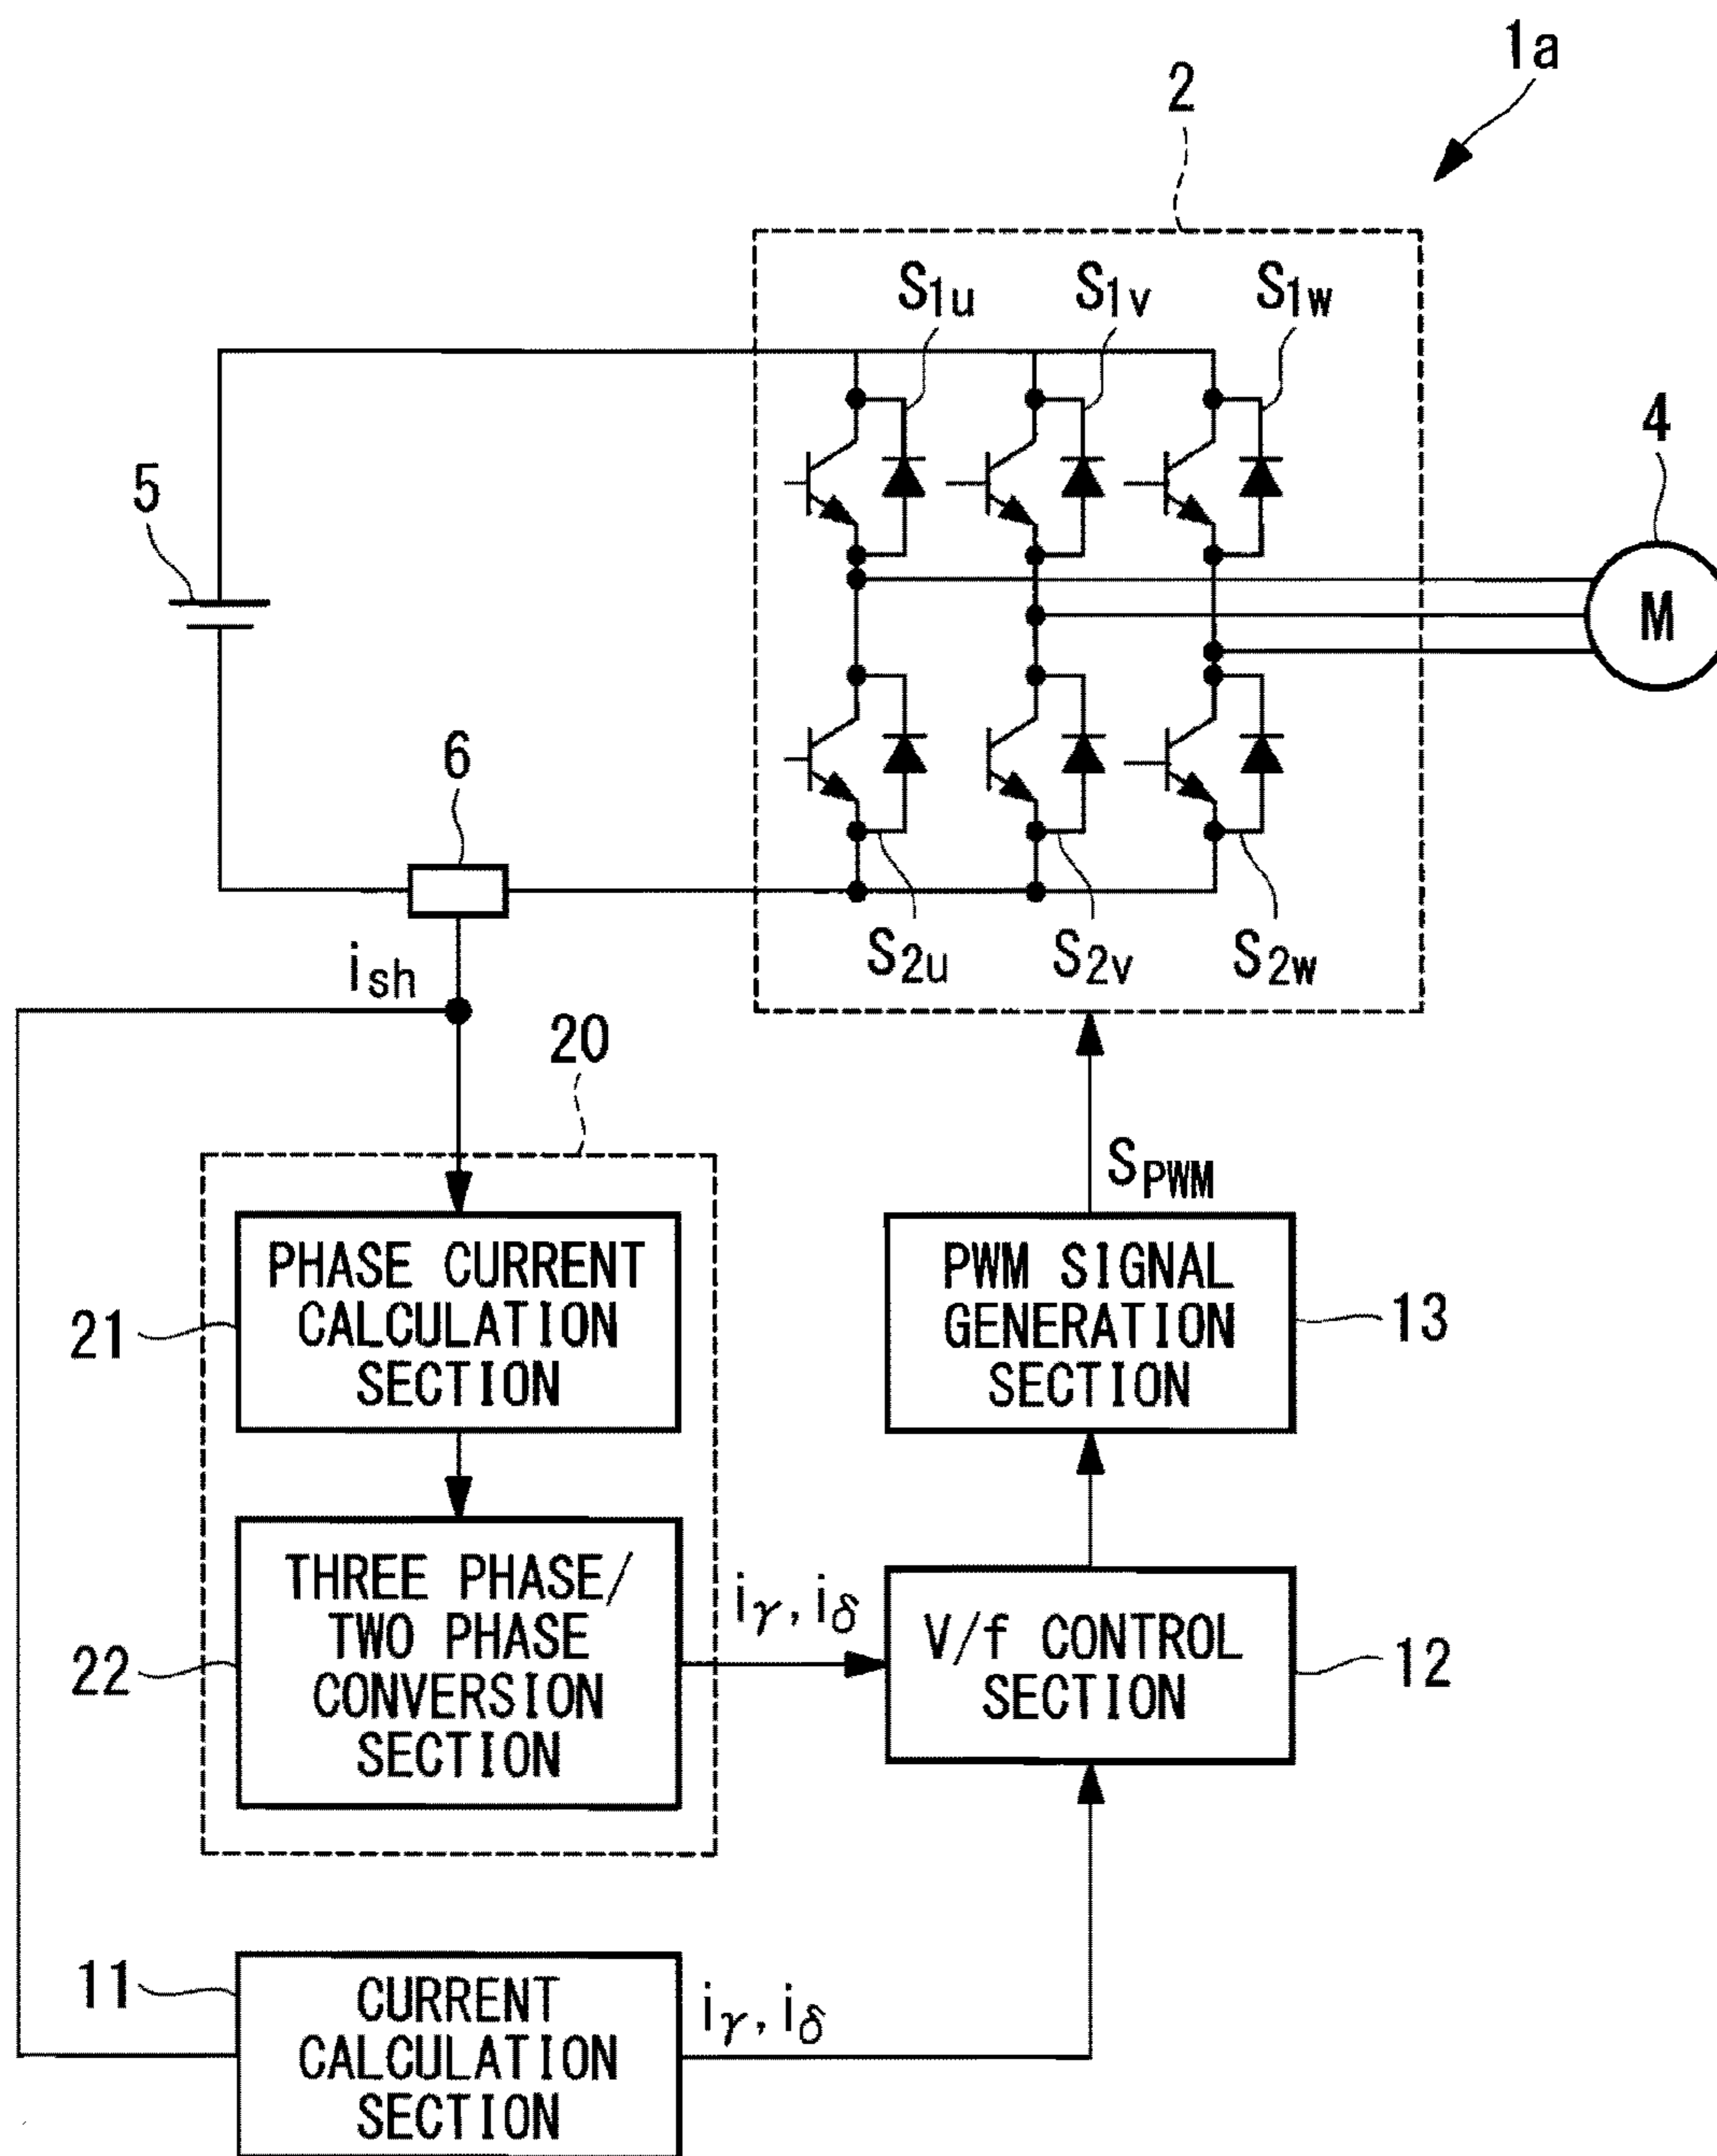 1a
2
S1u
S1v
S1w
4
5
M
6
S2u
S2v
S2w
ish
20
SPWM
PHASE CURRENT
CALCULATION
SECTION
21
PWM SIGNAL
GENERATION
SECTION
13
THREE PHASE/
TWO PHASE
CONVERSION
SECTION
22
iγ, iδ
V/f CONTROL
SECTION
12
11
CURRENT
CALCULATION
SECTION
iγ, iδ